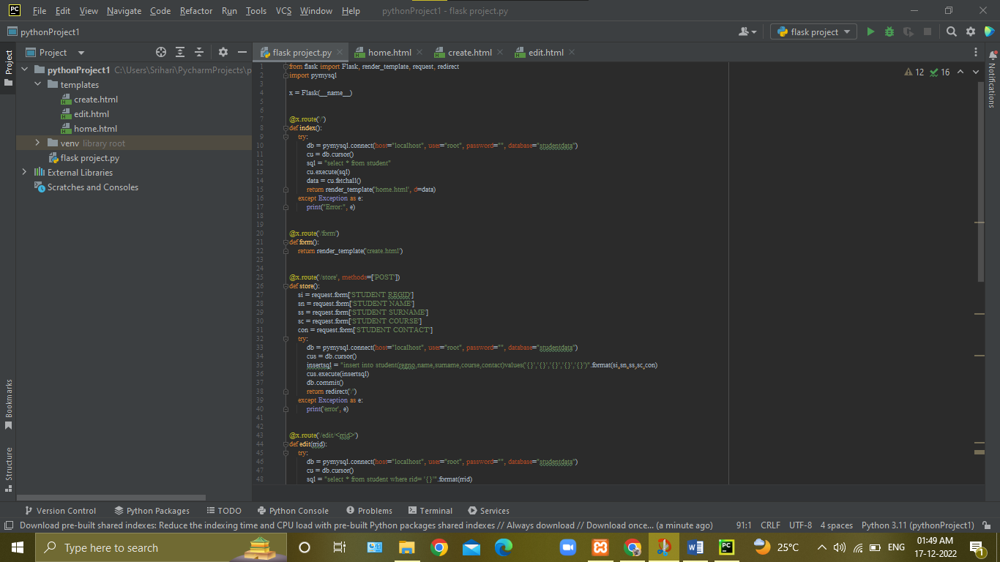 PC File Edit View Navigate Code Refactor Run Tools VCS Window Help pythonProject1 - flask project.py
pythonProject1
flask project
Project
pythonProject1 C:\Users\Srihari\PycharmProjects\p
templates
create.html
edit.html
home.html
venv library root
flask project.py
External Libraries
Scratches and Consoles
Project
Bookmarks
Structure
flask project.py home.html create.html edit.html
12 16
Notifications
1 from flask import Flask, render_template, request, redirect
2 import pymysql
3
4 x = Flask(__name__)
5
6
7 @x.route('/')
8 def index():
9 try:
10 db = pymysql.connect(host="localhost", user="root", password="", database="studentdata")
11 cu = db.cursor()
12 sql = "select * from student"
13 cu.execute(sql)
14 data = cu.fetchall()
15 return render_template('home.html', d=data)
16 except Exception as e:
17 print("Error:", e)
18
19
20 @x.route('/form')
21 def form():
22 return render_template('create.html')
23
24
25 @x.route('/store', methods=['POST'])
26 def store():
27 si = request.form['STUDENT REGID']
28 sn = request.form['STUDENT NAME']
29 ss = request.form['STUDENT SURNAME']
30 sc = request.form['STUDENT COURSE']
31 con = request.form['STUDENT CONTACT']
32 try:
33 db = pymysql.connect(host="localhost", user="root", password="", database="studentdata")
34 cus = db.cursor()
35 insertsql = "insert into student(regno,name,surname,course,contact)values('{}','{}','{}','{}','{}')".format(si,sn,ss,sc,con)
36 cus.execute(insertsql)
37 db.commit()
38 return redirect('/')
39 except Exception as e:
40 print('error', e)
41
42
43 @x.route('/edit/<rrid>')
44 def edit(rrid):
45 try:
46 db = pymysql.connect(host="localhost", user="root", password="", database="studentdata")
47 cu = db.cursor()
48 sql = "select * from student where rid= '{}'".format(rrid)
Version Control Python Packages TODO Python Console Problems Terminal Services
Download pre-built shared indexes: Reduce the indexing time and CPU load with pre-built Python packages shared indexes // Always download // Download once... (a minute ago) 91:1 CRLF UTF-8 4 spaces Python 3.11 (pythonProject1)
Type here to search 25°C ENG 01:49 AM
17-12-2022 1